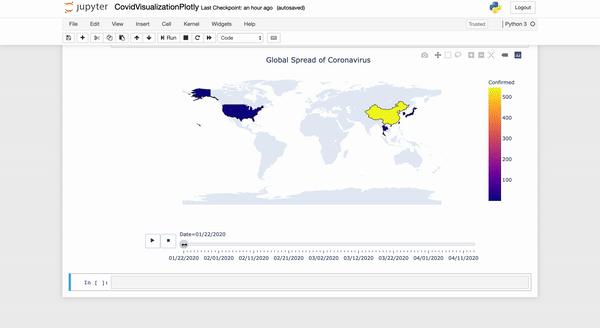 jupyter CovidVisualizationPlotly Last Checkpoint: an hour ago (autosaved)
Logout
File Edit View Insert Cell Kernel Widgets Help
Trusted
Python 3
Run
Code
Global Spread of Coronavirus
Confirmed
500
400
300
200
100
Date=01/22/2020
01/22/2020 02/01/2020 02/11/2020 02/21/2020 03/02/2020 03/12/2020 03/22/2020 04/01/2020 04/11/2020
In [ ]: